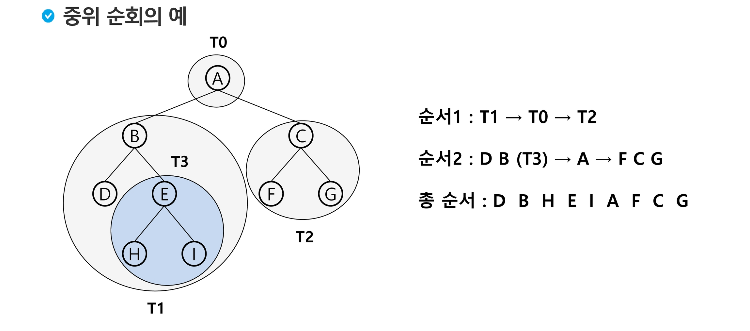 중위 순회의 예
T0
A
B
C
T3
D
E
F
G
H
I
T2
T1
순서1 : T1 → T0 → T2
순서2 : D B (T3) → A → F C G
총 순서 : D B H E I A F C G